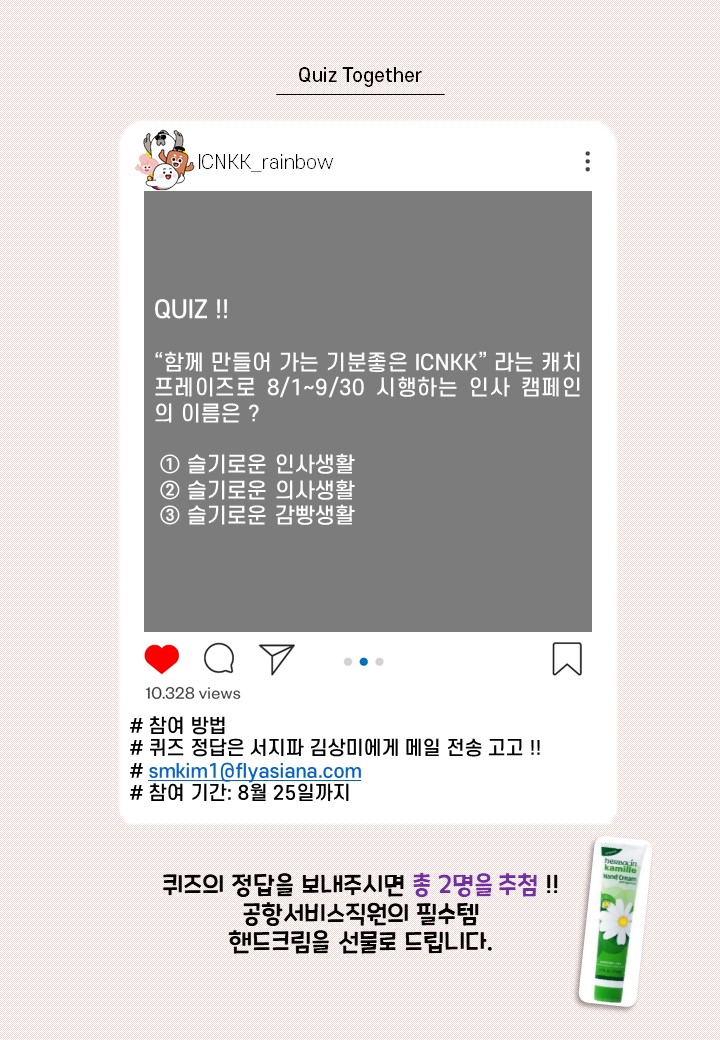 Quiz Together
ICNKK_rainbow
QUIZ !!
“함께 만들어 가는 기분좋은 ICNKK” 라는 캐치
프레이즈로 8/1~9/30 시행하는 인사 캠페인
의 이름은 ?
① 슬기로운 인사생활
② 슬기로운 의사생활
③ 슬기로운 감빵생활
10.328 views
# 참여 방법
# 퀴즈 정답은 서지파 김상미에게 메일 전송 고고 !!
# smkim1@flyasiana.com
# 참여 기간: 8월 25일까지
퀴즈의 정답을 보내주시면 총 2명을 추첨 !!
공항서비스직원의 필수템
핸드크림을 선물로 드립니다.
herbacin
kamille
Hand Cream